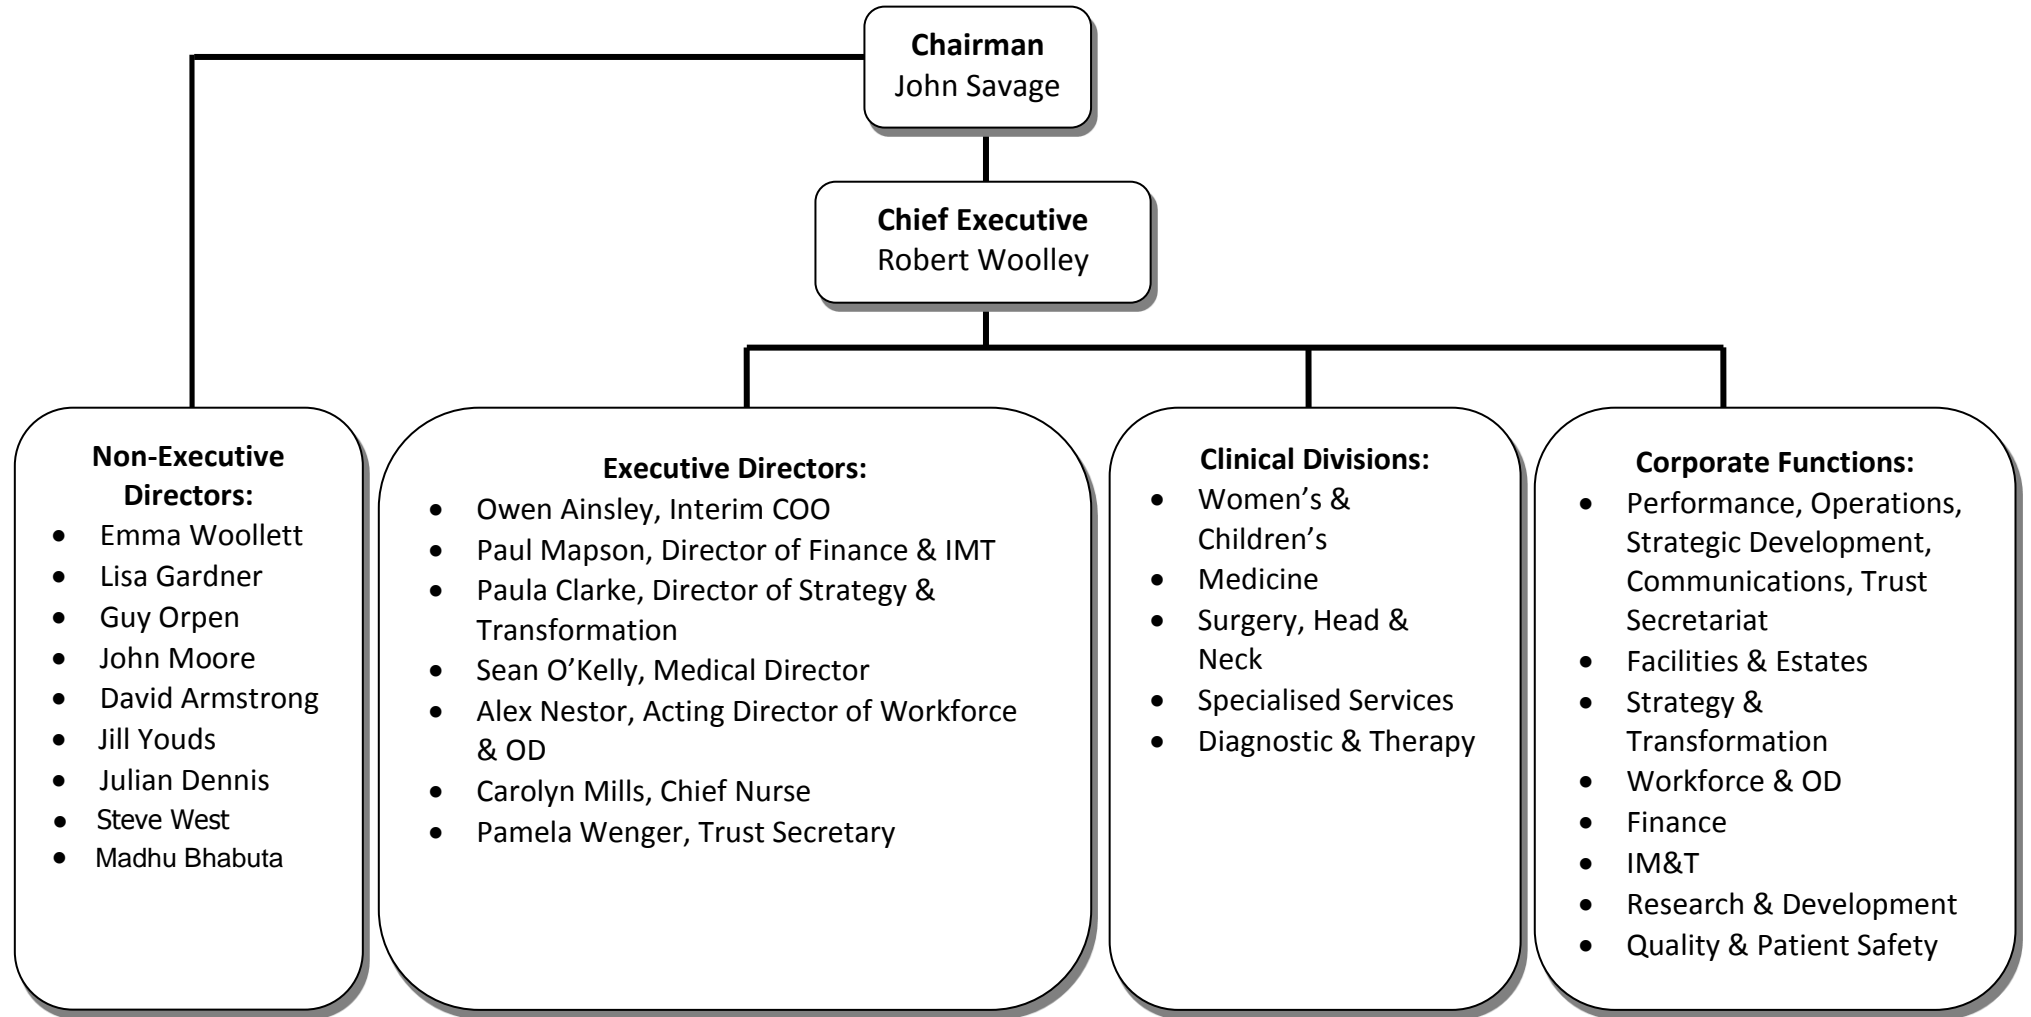 Chairman
John Savage
Chief Executive
Robert Woolley
Non-Executive
Directors:
• Emma Woollett
• Lisa Gardner
• Guy Orpen
• John Moore
• David Armstrong
• Jill Youds
• Julian Dennis
• Steve West
• Madhu Bhabuta
Executive Directors:
• Owen Ainsley, Interim COO
• Paul Mapson, Director of Finance & IMT
• Paula Clarke, Director of Strategy &
Transformation
• Sean O’Kelly, Medical Director
• Alex Nestor, Acting Director of Workforce
& OD
• Carolyn Mills, Chief Nurse
• Pamela Wenger, Trust Secretary
Clinical Divisions:
• Women’s &
Children’s
• Medicine
• Surgery, Head &
Neck
• Specialised Services
• Diagnostic & Therapy
Corporate Functions:
• Performance, Operations,
Strategic Development,
Communications, Trust
Secretariat
• Facilities & Estates
• Strategy &
Transformation
• Workforce & OD
• Finance
• IM&T
• Research & Development
• Quality & Patient Safety